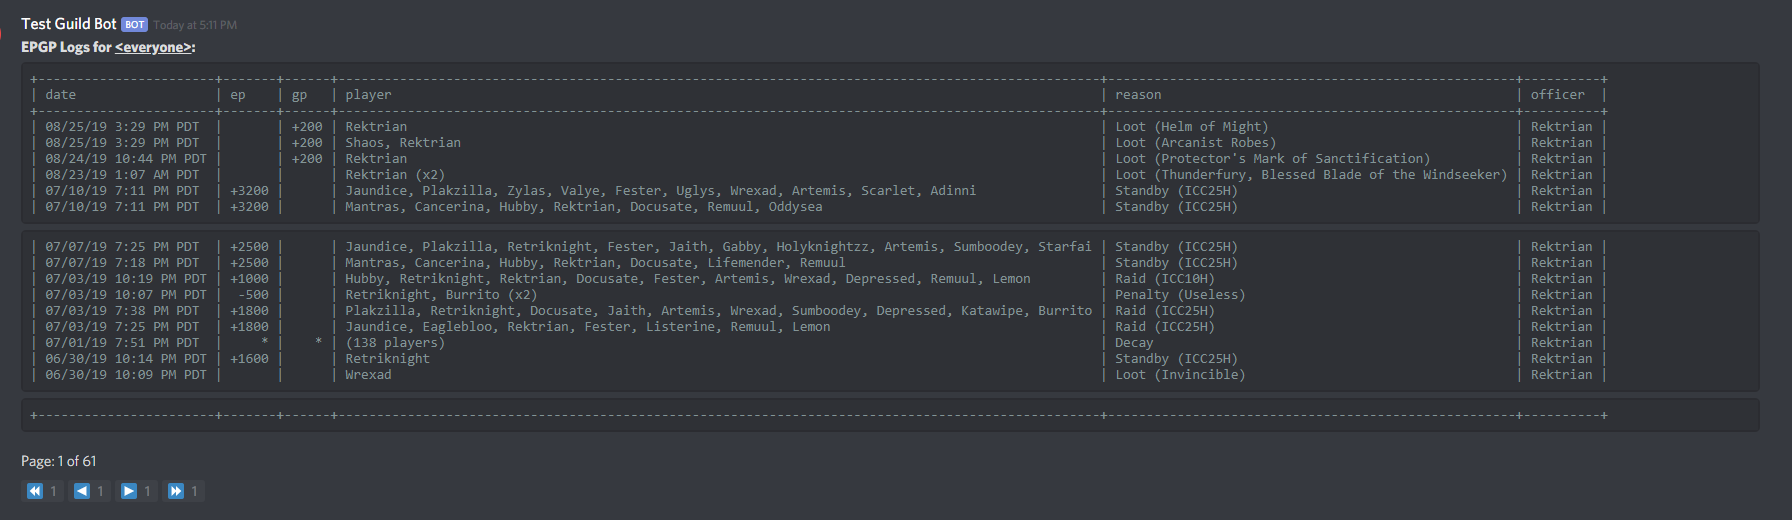 Test Guild Bot BOT Today at 5:11 PM
EPGP Logs for <everyone>:
+-----------------------+-------+------+---------------------------------------------------------------------------------------------------+-----------------------------------------------------+----------+
| date | ep | gp | player | reason | officer |
+-----------------------+-------+------+---------------------------------------------------------------------------------------------------+-----------------------------------------------------+----------+
| 08/25/19 3:29 PM PDT | | +200 | Rektrian | Loot (Helm of Might) | Rektrian |
| 08/25/19 3:29 PM PDT | | +200 | Shaos, Rektrian | Loot (Arcanist Robes) | Rektrian |
| 08/24/19 10:44 PM PDT | | +200 | Rektrian | Loot (Protector's Mark of Sanctification) | Rektrian |
| 08/23/19 1:07 AM PDT | | | Rektrian (x2) | Loot (Thunderfury, Blessed Blade of the Windseeker) | Rektrian |
| 07/10/19 7:11 PM PDT | +3200 | | Jaundice, Plakzilla, Zylas, Valye, Fester, Uglys, Wrexad, Artemis, Scarlet, Adinni | Standby (ICC25H) | Rektrian |
| 07/10/19 7:11 PM PDT | +3200 | | Mantras, Cancerina, Hubby, Rektrian, Docusate, Remuul, Oddysea | Standby (ICC25H) | Rektrian |
| 07/07/19 7:25 PM PDT | +2500 | | Jaundice, Plakzilla, Retriknight, Fester, Jaith, Gabby, Holyknightzz, Artemis, Sumboodey, Starfai | Standby (ICC25H) | Rektrian |
| 07/07/19 7:18 PM PDT | +2500 | | Mantras, Cancerina, Hubby, Rektrian, Docusate, Lifemender, Remuul | Standby (ICC25H) | Rektrian |
| 07/03/19 10:19 PM PDT | +1000 | | Hubby, Retriknight, Rektrian, Docusate, Fester, Artemis, Wrexad, Depressed, Remuul, Lemon | Raid (ICC10H) | Rektrian |
| 07/03/19 10:07 PM PDT | -500 | | Retriknight, Burrito (x2) | Penalty (Useless) | Rektrian |
| 07/03/19 7:38 PM PDT | +1800 | | Plakzilla, Retriknight, Docusate, Jaith, Artemis, Wrexad, Sumboodey, Depressed, Katawipe, Burrito | Raid (ICC25H) | Rektrian |
| 07/03/19 7:25 PM PDT | +1800 | | Jaundice, Eaglebloo, Rektrian, Fester, Listerine, Remuul, Lemon | Raid (ICC25H) | Rektrian |
| 07/01/19 7:51 PM PDT | * | * | (138 players) | Decay | Rektrian |
| 06/30/19 10:14 PM PDT | +1600 | | Retriknight | Standby (ICC25H) | Rektrian |
| 06/30/19 10:09 PM PDT | | | Wrexad | Loot (Invincible) | Rektrian |
+-----------------------+-------+------+---------------------------------------------------------------------------------------------------+-----------------------------------------------------+----------+
Page: 1 of 61
1 1 1 1